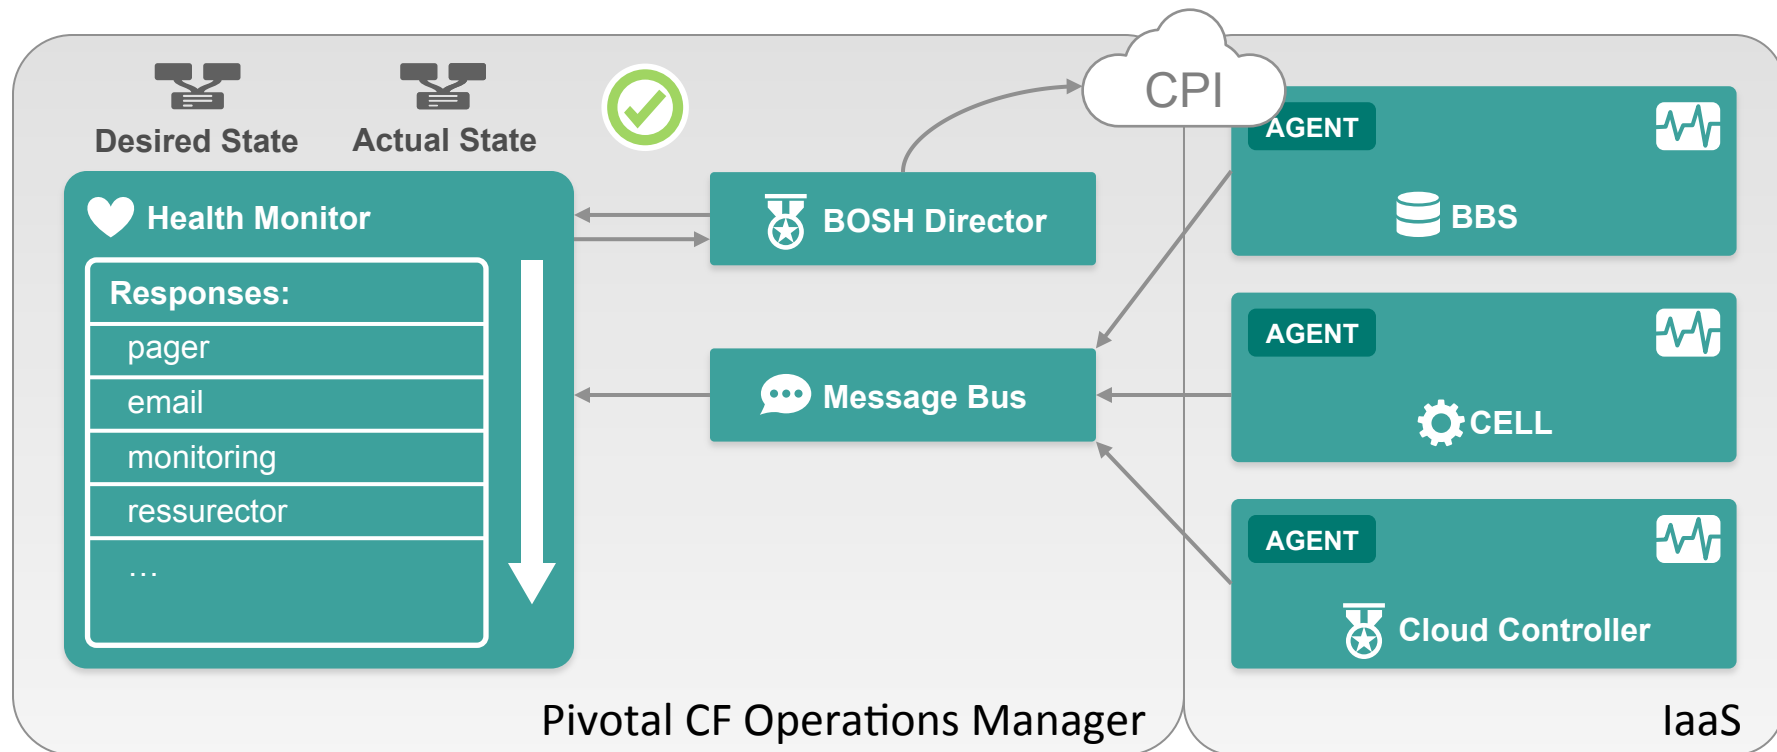 Desired State
Actual State
CPI
Health Monitor
Responses:
pager
email
monitoring
ressurector
...
BOSH Director
Message Bus
AGENT
BBS
AGENT
CELL
AGENT
Cloud Controller
Pivotal CF Operations Manager
IaaS